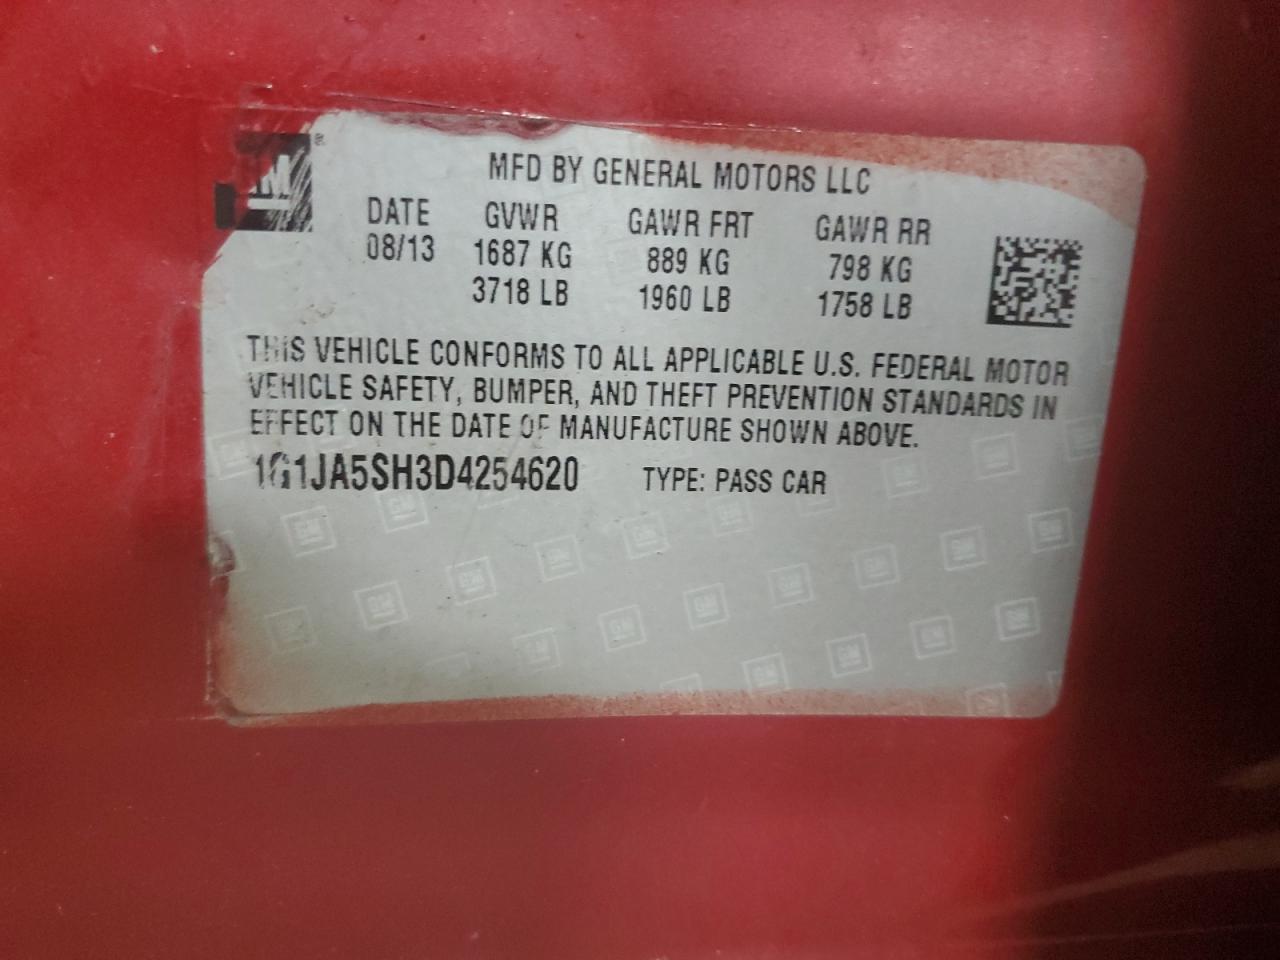 GM
MFD BY GENERAL MOTORS LLC
DATE GVWR GAWR FRT GAWR RR
08/13 1687 KG 889 KG 798 KG
3718 LB 1960 LB 1758 LB
THIS VEHICLE CONFORMS TO ALL APPLICABLE U.S. FEDERAL MOTOR
VEHICLE SAFETY, BUMPER, AND THEFT PREVENTION STANDARDS IN
EFFECT ON THE DATE OF MANUFACTURE SHOWN ABOVE.
1G1JA5SH3D4254620 TYPE: PASS CAR